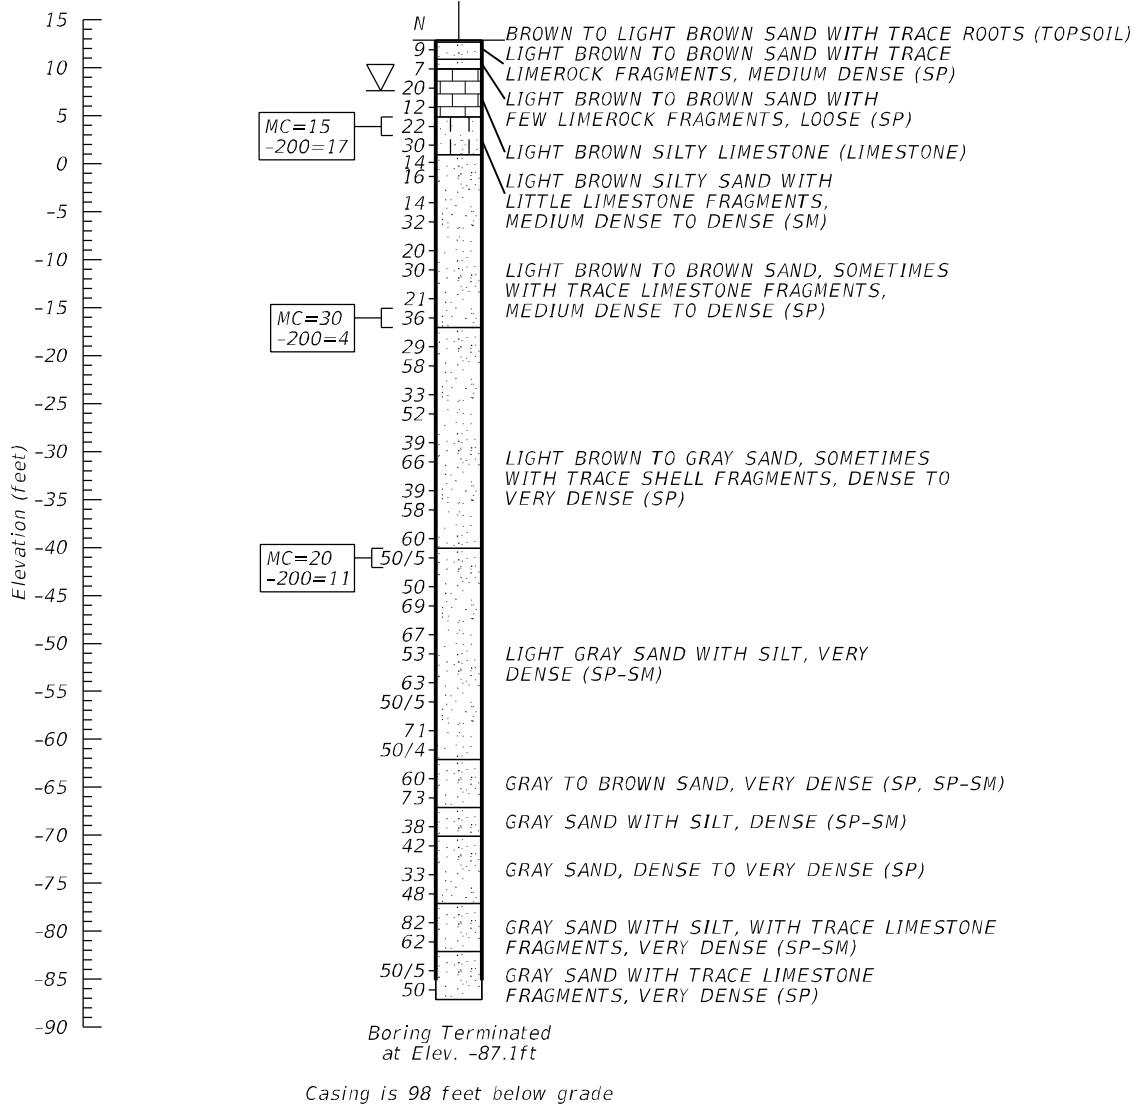 15
10
5
0
-5
-10
-15
-20
-25
-30
-35
-40
-45
-50
-55
-60
-65
-70
-75
-80
-85
-90
Elevation (feet)
MC=15
-200=17
MC=30
-200=4
MC=20
-200=11
N
9
7
20
12
22
30
14
16
14
32
20
30
21
36
29
58
33
52
39
66
39
58
60
50/5
50
69
67
53
63
50/5
71
50/4
60
73
38
42
33
48
82
62
50/5
50
BROWN TO LIGHT BROWN SAND WITH TRACE ROOTS (TOPSOIL)
LIGHT BROWN TO BROWN SAND WITH TRACE
LIMEROCK FRAGMENTS, MEDIUM DENSE (SP)
LIGHT BROWN TO BROWN SAND WITH
FEW LIMEROCK FRAGMENTS, LOOSE (SP)
LIGHT BROWN SILTY LIMESTONE (LIMESTONE)
LIGHT BROWN SILTY SAND WITH
LITTLE LIMESTONE FRAGMENTS,
MEDIUM DENSE TO DENSE (SM)
LIGHT BROWN TO BROWN SAND, SOMETIMES
WITH TRACE LIMESTONE FRAGMENTS,
MEDIUM DENSE TO DENSE (SP)
LIGHT BROWN TO GRAY SAND, SOMETIMES
WITH TRACE SHELL FRAGMENTS, DENSE TO
VERY DENSE (SP)
LIGHT GRAY SAND WITH SILT, VERY
DENSE (SP-SM)
GRAY TO BROWN SAND, VERY DENSE (SP, SP-SM)
GRAY SAND WITH SILT, DENSE (SP-SM)
GRAY SAND, DENSE TO VERY DENSE (SP)
GRAY SAND WITH SILT, WITH TRACE LIMESTONE
FRAGMENTS, VERY DENSE (SP-SM)
GRAY SAND WITH TRACE LIMESTONE
FRAGMENTS, VERY DENSE (SP)
Boring Terminated
at Elev. -87.1ft
Casing is 98 feet below grade